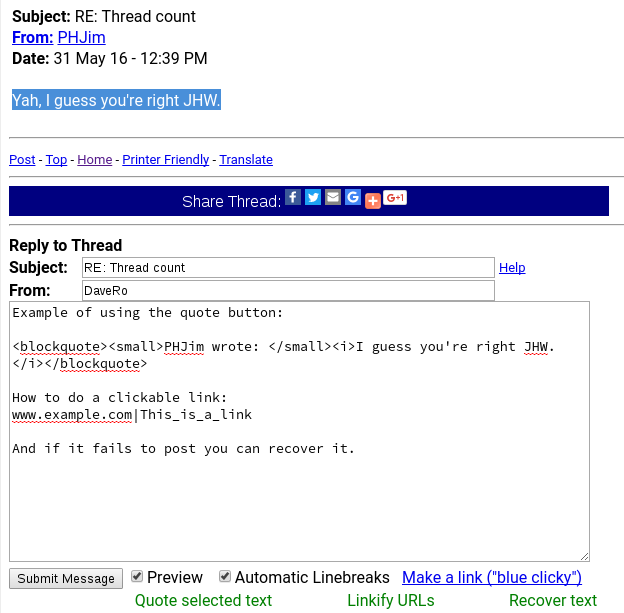 Subject: RE: Thread count
From: PHJim
Date: 31 May 16 - 12:39 PM
Yah, I guess you're right JHW.
Post - Top - Home - Printer Friendly - Translate
Share Thread: f G + G+1
Reply to Thread
Subject: RE: Thread count Help
From: DaveRo
Example of using the quote button:
<blockquote><small>PHJim wrote: </small><i>I guess you're right JHW.
</i></blockquote>
How to do a clickable link:
www.example.com|This_is_a_link
And if it fails to post you can recover it.
Submit Message Preview Automatic Linebreaks Make a link ("blue clicky")
Quote selected text Linkify URLs Recover text